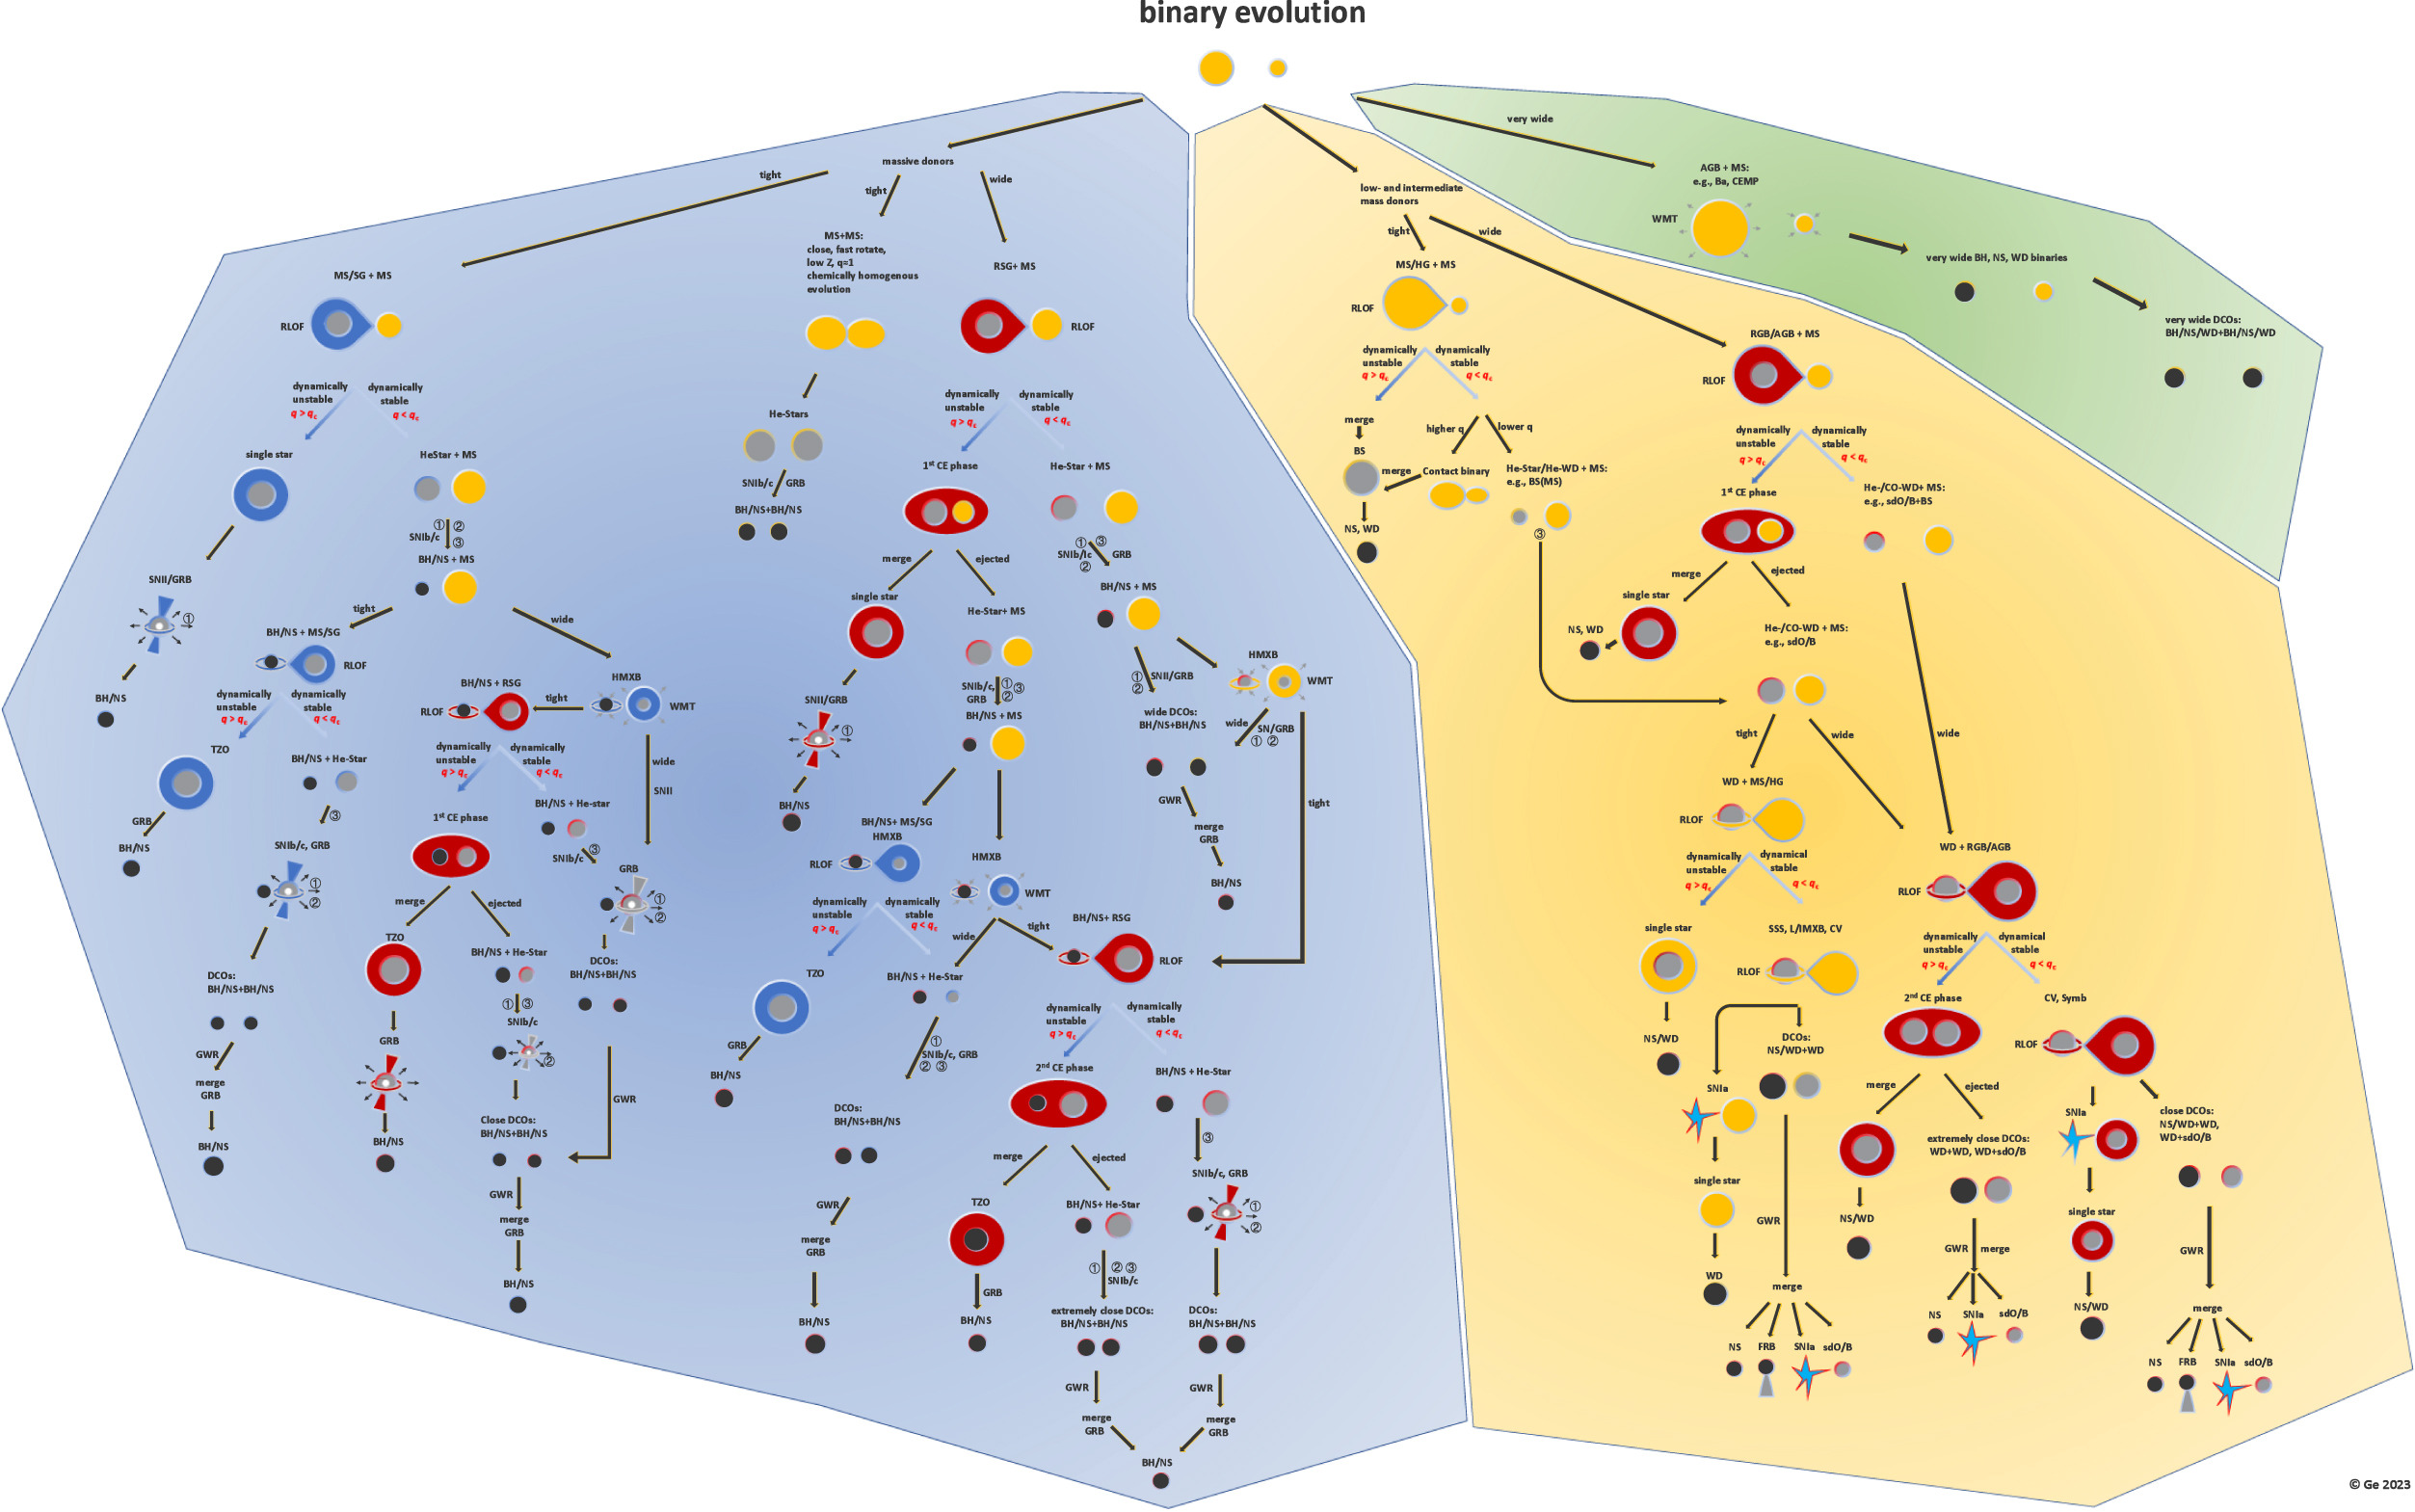 binary evolution
massive donors
tight
tight
wide
MS/SG + MS
RLOF
dynamically
unstable
q > qc
dynamically
stable
q < qc
single star
SNII/GRB
①
BH/NS
HeStar + MS
① ②
SNIb/c
③
BH/NS + MS
tight
wide
BH/NS + MS/SG
RLOF
dynamically
unstable
q > qc
dynamically
stable
q < qc
TZO
GRB
BH/NS
BH/NS + He-Star
③
SNIb/c, GRB
①
②
DCOs:
BH/NS+BH/NS
GWR
merge
GRB
BH/NS
HMXB
WMT
tight
BH/NS + RSG
RLOF
dynamically
unstable
q > qc
dynamically
stable
q < qc
1st CE phase
merge
ejected
TZO
GRB
BH/NS
BH/NS + He-Star
① ③
SNIb/c
②
Close DCOs:
BH/NS+BH/NS
GWR
merge
GRB
BH/NS
BH/NS + He-star
③
SNIb/c
wide
SNII
GRB
①
②
DCOs:
BH/NS+BH/NS
GWR
MS+MS:
close, fast rotate,
low Z, q≈1
chemically homogenous
evolution
He-Stars
SNIb/c
GRB
BH/NS+BH/NS
RSG+ MS
RLOF
dynamically
unstable
q > qc
dynamically
stable
q < qc
1st CE phase
merge
ejected
single star
SNII/GRB
①
BH/NS
He-Star+ MS
SNIb/c,
GRB
①③
②
BH/NS + MS
BH/NS+ MS/SG
HMXB
RLOF
dynamically
unstable
q > qc
dynamically
stable
q < qc
TZO
GRB
BH/NS
HMXB
WMT
wide
tight
BH/NS + He-Star
①
SNIb/c, GRB
② ③
DCOs:
BH/NS+BH/NS
GWR
merge
GRB
BH/NS
He-Star + MS
① ③
SNIb/Ic
GRB
②
BH/NS + MS
①
②
SNII/GRB
wide DCOs:
BH/NS+BH/NS
GWR
merge
GRB
BH/NS
HMXB
WMT
wide
SN/GRB
① ②
tight
BH/NS+ RSG
RLOF
dynamically
unstable
q > qc
dynamically
stable
q < qc
2nd CE phase
merge
ejected
TZO
GRB
BH/NS
BH/NS+ He-Star
① ② ③
SNIb/c
extremely close DCOs:
BH/NS+BH/NS
GWR
merge
GRB
BH/NS + He-Star
③
SNIb/c, GRB
①
②
DCOs:
BH/NS+BH/NS
GWR
merge
GRB
BH/NS
low- and intermediate
mass donors
tight
wide
MS/HG + MS
RLOF
dynamically
unstable
q > qc
dynamically
stable
q < qc
merge
BS
NS, WD
higher q
lower q
merge
Contact binary
He-Star/He-WD + MS:
e.g., BS(MS)
③
RGB/AGB + MS
RLOF
dynamically
unstable
q > qc
dynamically
stable
q < qc
1st CE phase
merge
ejected
single star
NS, WD
He-/CO-WD+ MS:
e.g., sdO/B+BS
He-/CO-WD + MS:
e.g., sdO/B
tight
wide
wide
WD + MS/HG
RLOF
dynamically
unstable
q > qc
dynamical
stable
q < qc
single star
NS/WD
SSS, L/IMXB, CV
RLOF
SNIa
single star
WD
DCOs:
NS/WD+WD
GWR
merge
NS
FRB
SNIa
sdO/B
WD + RGB/AGB
RLOF
dynamically
unstable
q > qc
dynamical
stable
q < qc
2nd CE phase
merge
ejected
NS/WD
extremely close DCOs:
WD+WD, WD+sdO/B
GWR
merge
NS
SNIa
sdO/B
CV, Symb
RLOF
SNIa
single star
NS/WD
close DCOs:
NS/WD+WD,
WD+sdO/B
GWR
merge
NS
FRB
SNIa
sdO/B
very wide
AGB + MS:
e.g., Ba, CEMP
WMT
very wide BH, NS, WD binaries
very wide DCOs:
BH/NS/WD+BH/NS/WD
© Ge 2023